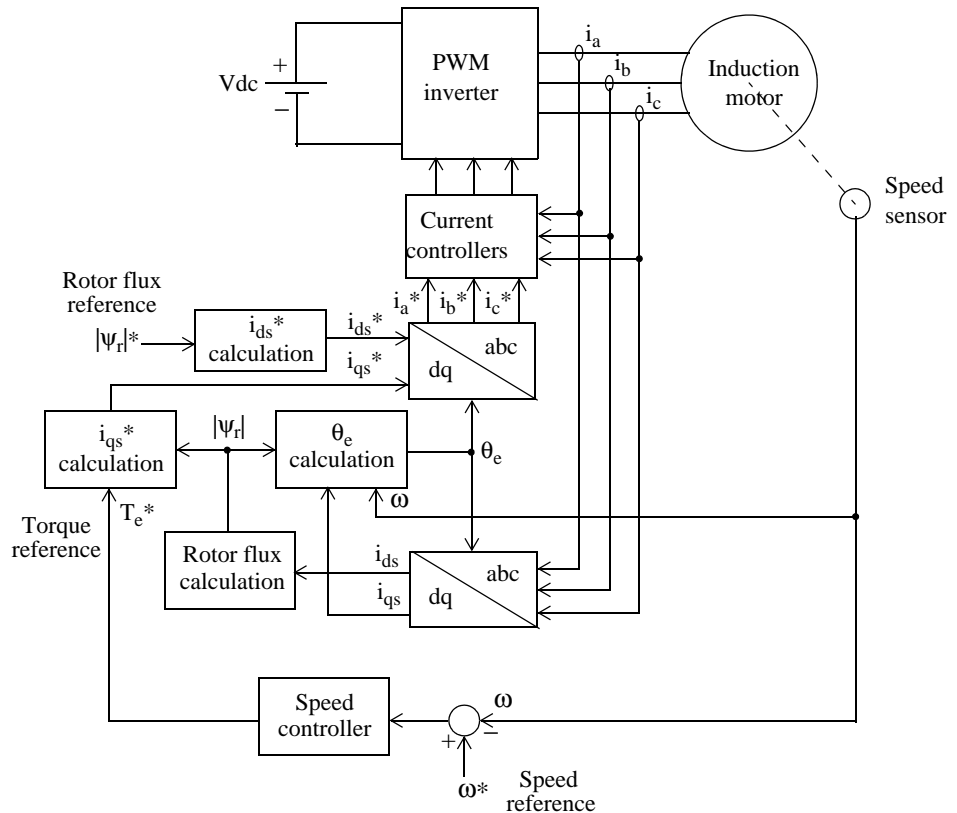 i_a
PWM
inverter
i_b
Induction
motor
Vdc
+
−
i_c
Speed
sensor
Current
controllers
Rotor flux
reference
|ψ_r|*
i_ds*
calculation
i_ds*
i_qs*
i_a*
i_b*
i_c*
abc
dq
i_qs*
calculation
|ψ_r|
θ_e
calculation
θ_e
ω
T_e*
Torque
reference
Rotor flux
calculation
i_ds
i_qs
abc
dq
Speed
controller
ω
+
−
ω*
Speed
reference